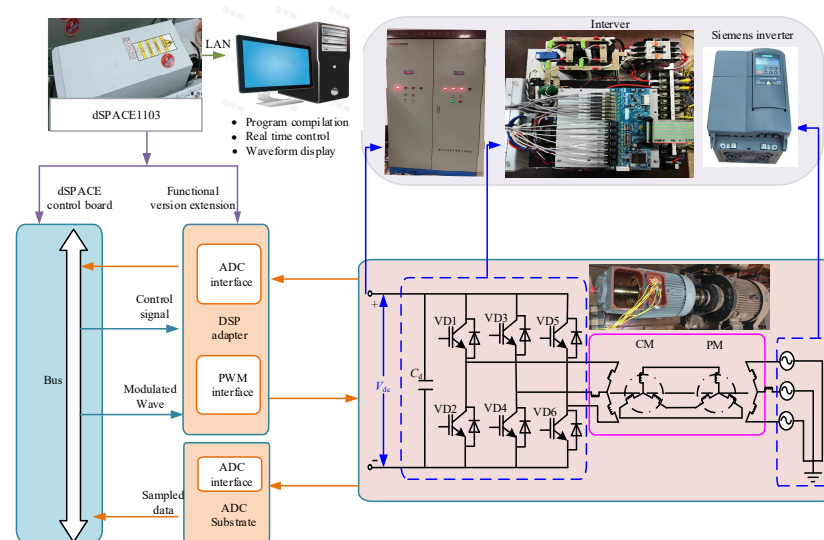 Interver
Siemens inverter
LAN
dSPACE1103
• Program compilation
• Real time control
• Waveform display
dSPACE
control board
Functional
version extension
ADC
interface
Control
signal
DSP
adapter
Bus
Modulated
Wave
PWM
interface
ADC
interface
Sampled
data
ADC
Substrate
+
VD1
VD3
VD5
CM
PM
Vdc
Cd
VD2
VD4
VD6
-